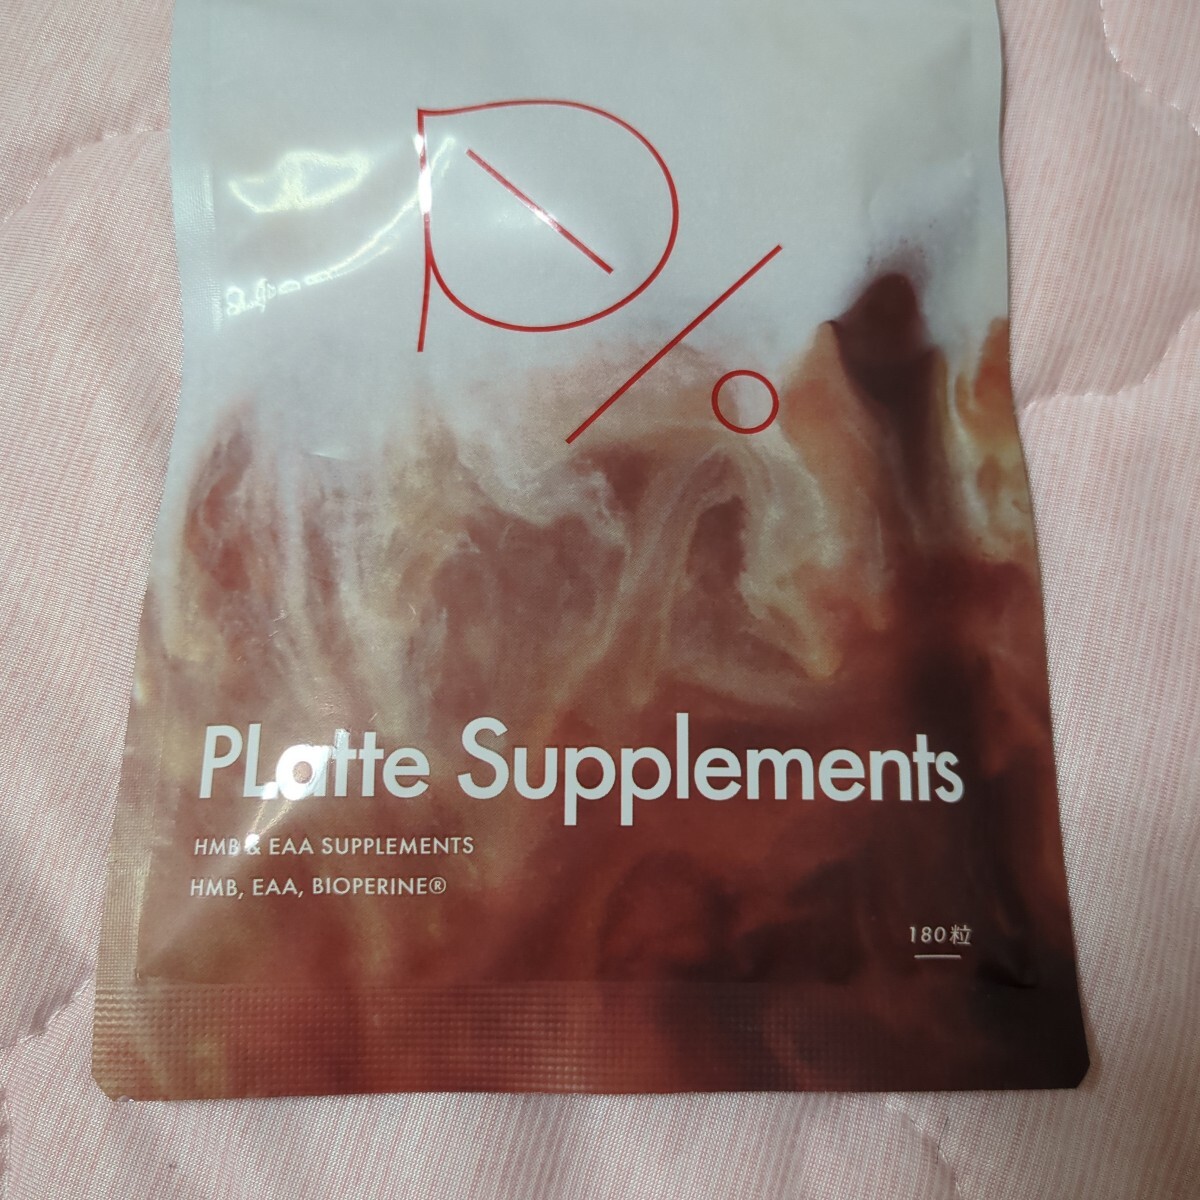 PLatte Supplements
HMB & EAA SUPPLEMENTS
HMB, EAA, BIOPERINE®
180粒